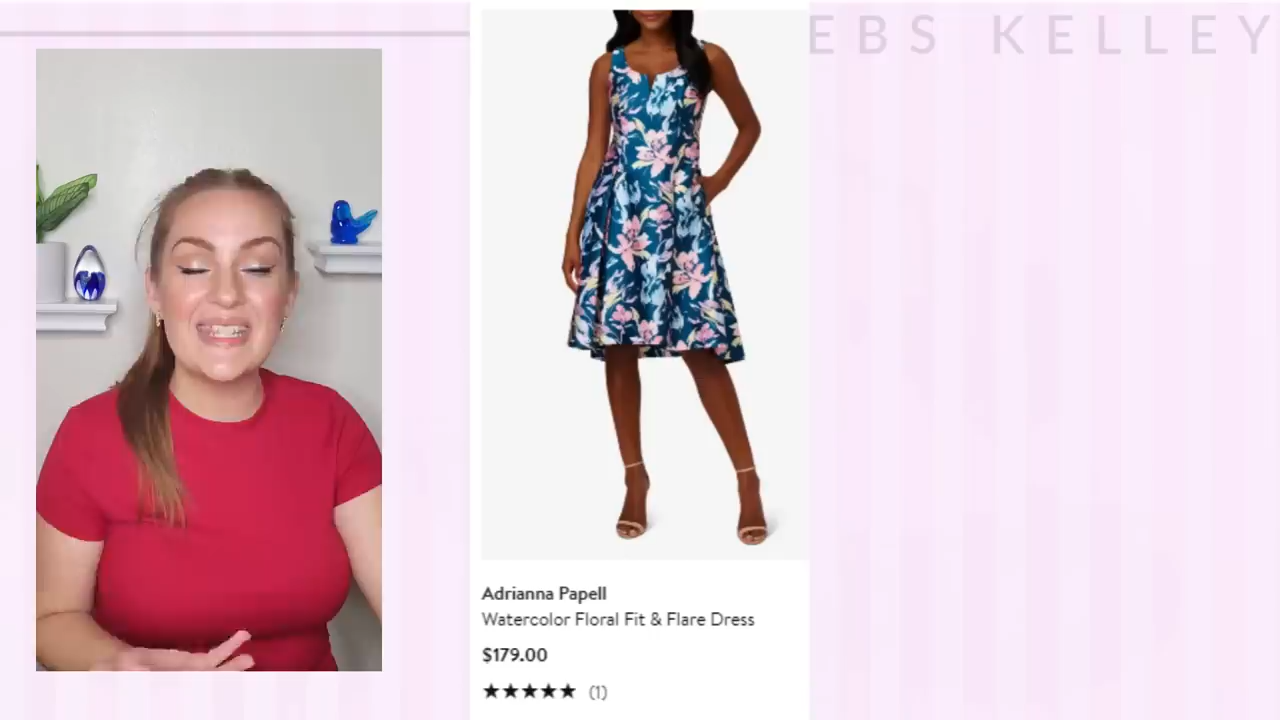 EBS KELLEY
Adrianna Papell
Watercolor Floral Fit & Flare Dress
$179.00
★★★★★ (1)